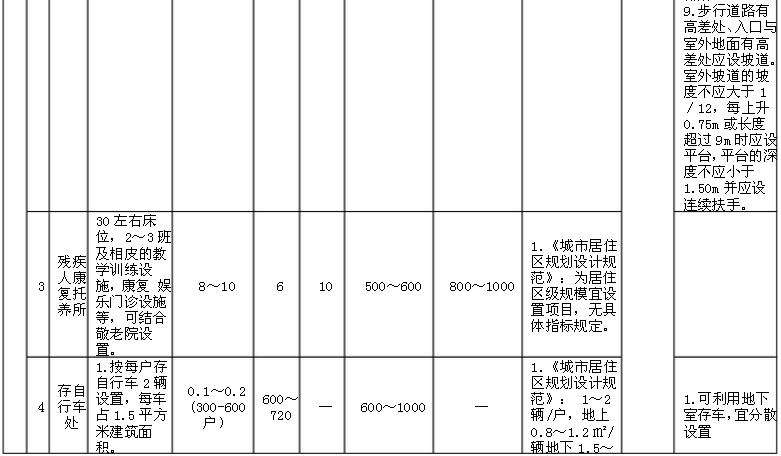 9.步行道路有
高差处、入口与
室外地面有高
差处应设坡道。
室外坡道的坡
度不应大于 1
/12，每上升
0.75m 或长度
超过 9m 时应设
平台，平台的深
度不应小于
1.50m 并应设
连续扶手。
3
残疾
人康
复托
养所
30 左右床
位，2～3 班
及相皮的教
学训练设
施，康复 娱
乐门诊设施
等，可结合
敬老院设
置。
8～10
6
10
500～600
800～1000
1.《城市居住
区规划设计规
范》：为居住
区级规模宜设
置项目，无具
体指标规定。
4
存自
行车
处
1.按每户存
自行车 2 辆
设置，每车
占 1.5 平方
米建筑面
积。
0.1～0.2
(300-600
户)
600～
720
—
600～1000
—
1.《城市居住
区规划设计规
范》： 1～2
辆/户，地上
0.8～1.2 ㎡/
辆地下 1.5～
1.可利用地下
室存车，宜分散
设置